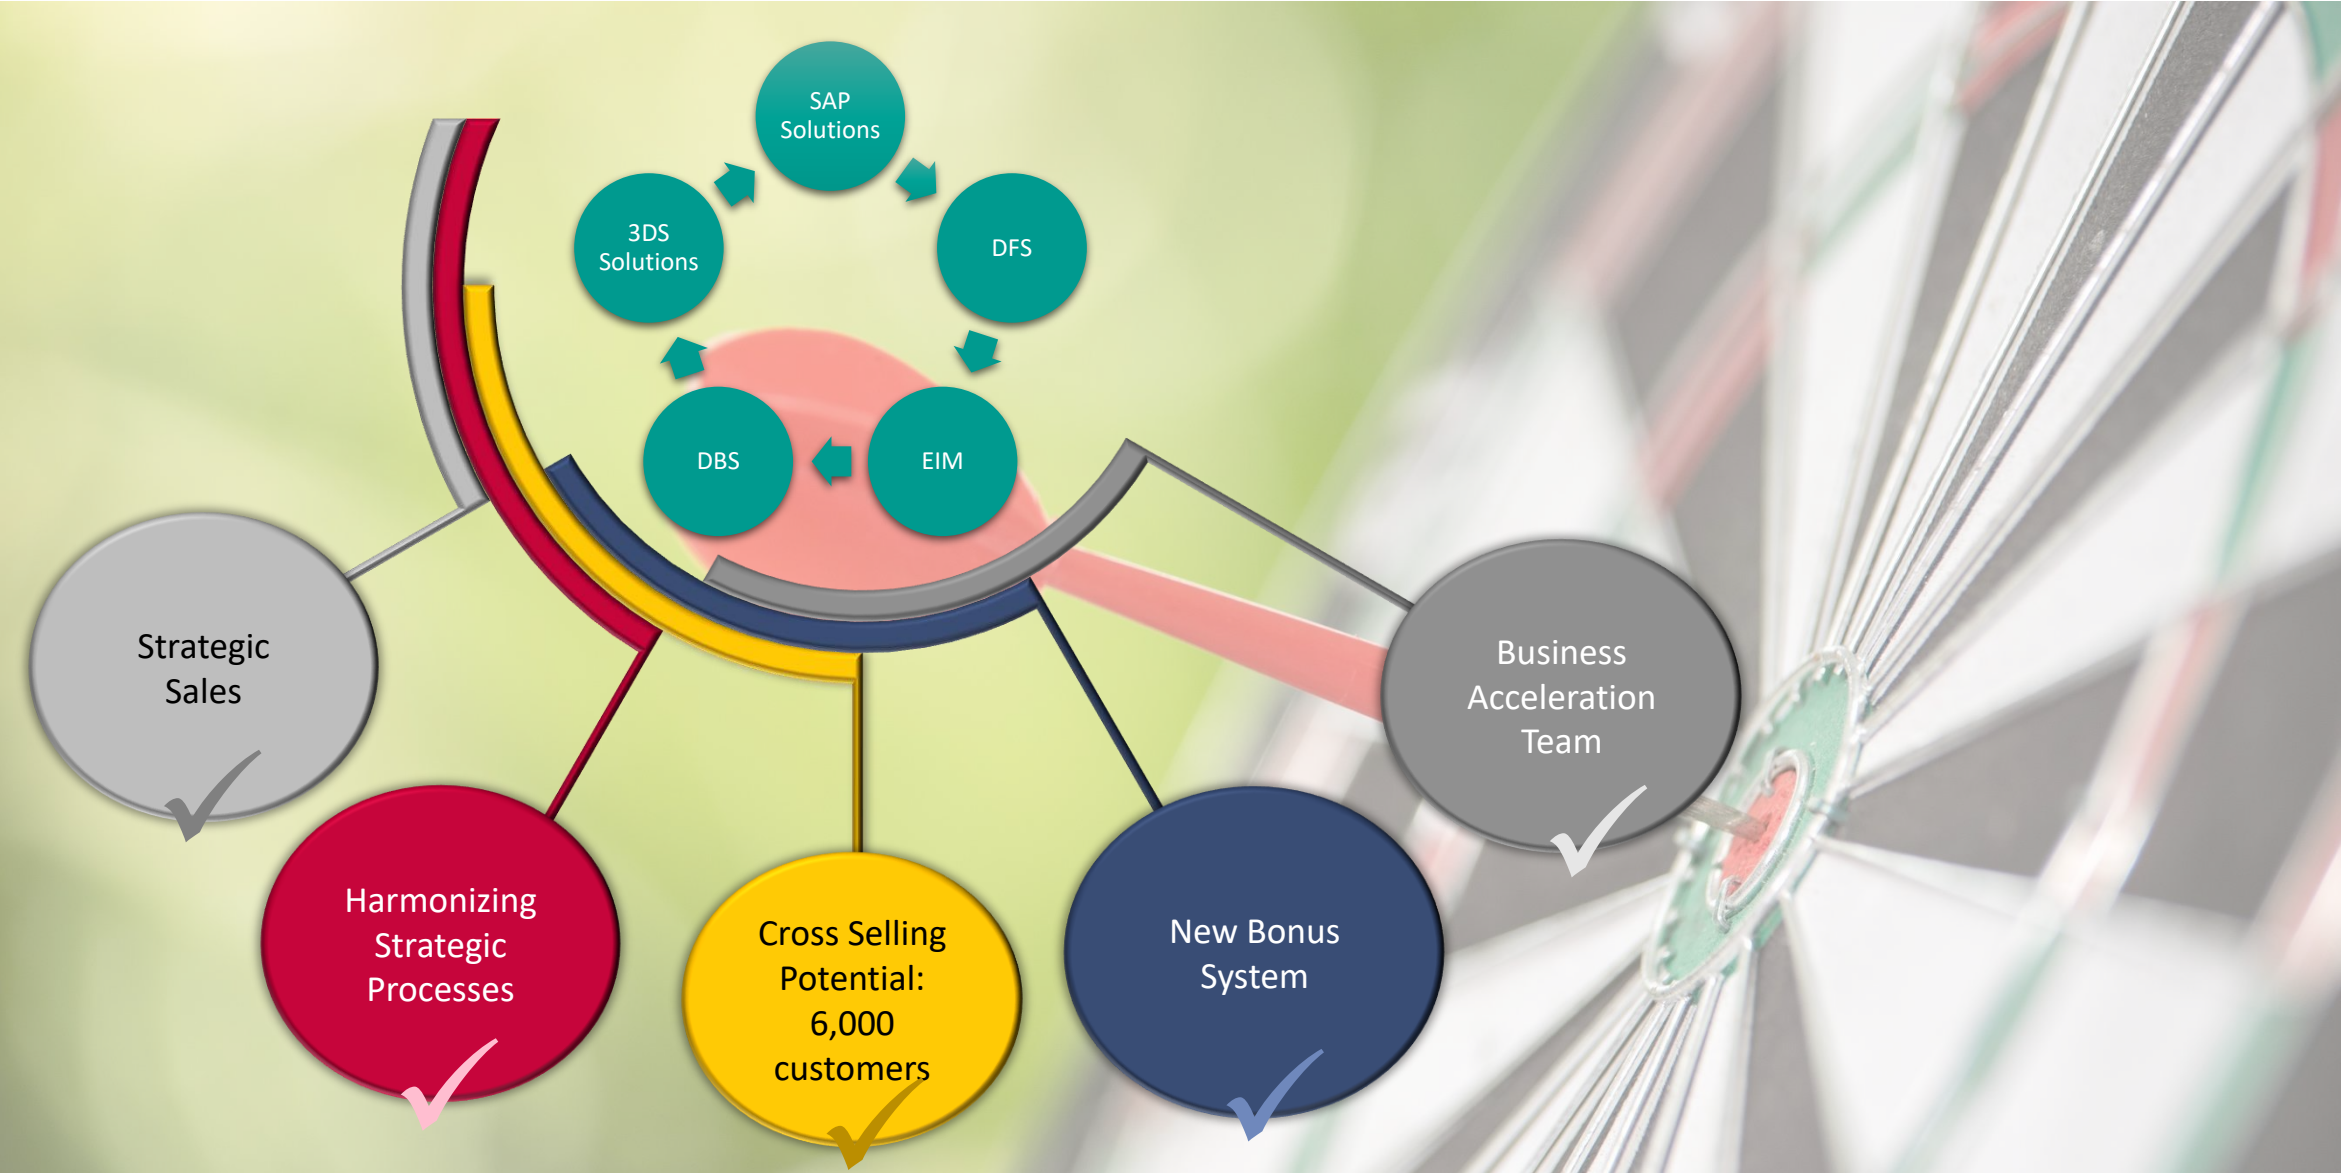 SAP
Solutions
3DS
Solutions
DFS
DBS
EIM
Strategic
Sales
Harmonizing
Strategic
Processes
Cross Selling
Potential:
6,000
customers
New Bonus
System
Business
Acceleration
Team